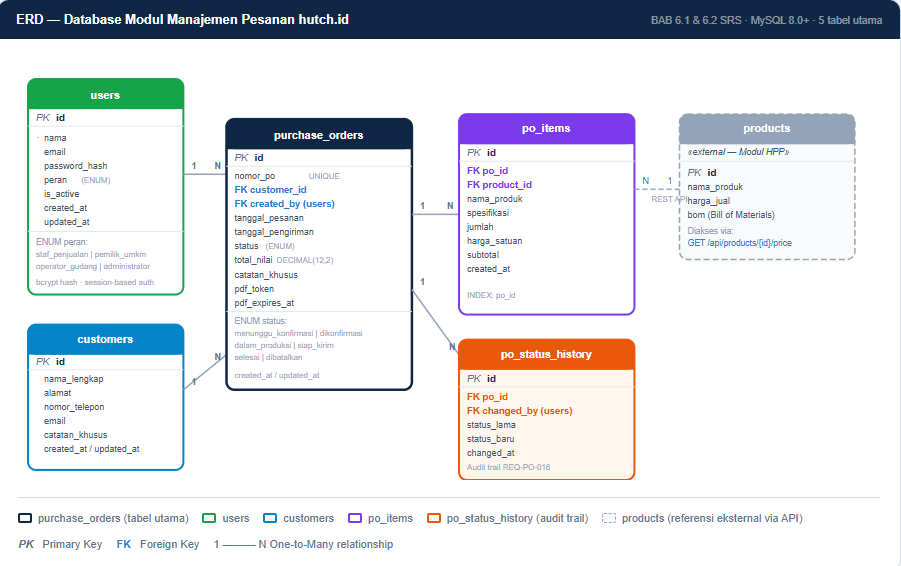 ERD — Database Modul Manajemen Pesanan hutch.id
BAB 6.1 & 6.2 SRS · MySQL 8.0+ · 5 tabel utama
users
PK id
nama
email
password_hash
peran (ENUM)
is_active
created_at
updated_at
ENUM peran:
staf_penjualan | pemilik_umkm
operator_gudang | administrator
bcrypt hash · session-based auth
1 N
customers
PK id
nama_lengkap
alamat
nomor_telepon
email
catatan_khusus
created_at / updated_at
1 N
purchase_orders
PK id
nomor_po UNIQUE
FK customer_id
FK created_by (users)
tanggal_pesanan
tanggal_pengiriman
status (ENUM)
total_nilai DECIMAL(12,2)
catatan_khusus
pdf_token
pdf_expires_at
ENUM status:
menunggu_konfirmasi | dikonfirmasi
dalam_produksi | siap_kirim
selesai | dibatalkan
created_at / updated_at
1 N
1 N
po_items
PK id
FK po_id
FK product_id
nama_produk
spesifikasi
jumlah
harga_satuan
subtotal
created_at
INDEX: po_id
N 1
REST API
po_status_history
PK id
FK po_id
FK changed_by (users)
status_lama
status_baru
changed_at
Audit trail REQ-PO-016
products
«external — Modul HPP»
PK id
nama_produk
harga_jual
bom (Bill of Materials)
Diakses via:
GET /api/products/{id}/price
purchase_orders (tabel utama) users customers po_items po_status_history (audit trail) products (referensi eksternal via API)
PK Primary Key FK Foreign Key 1 ——— N One-to-Many relationship